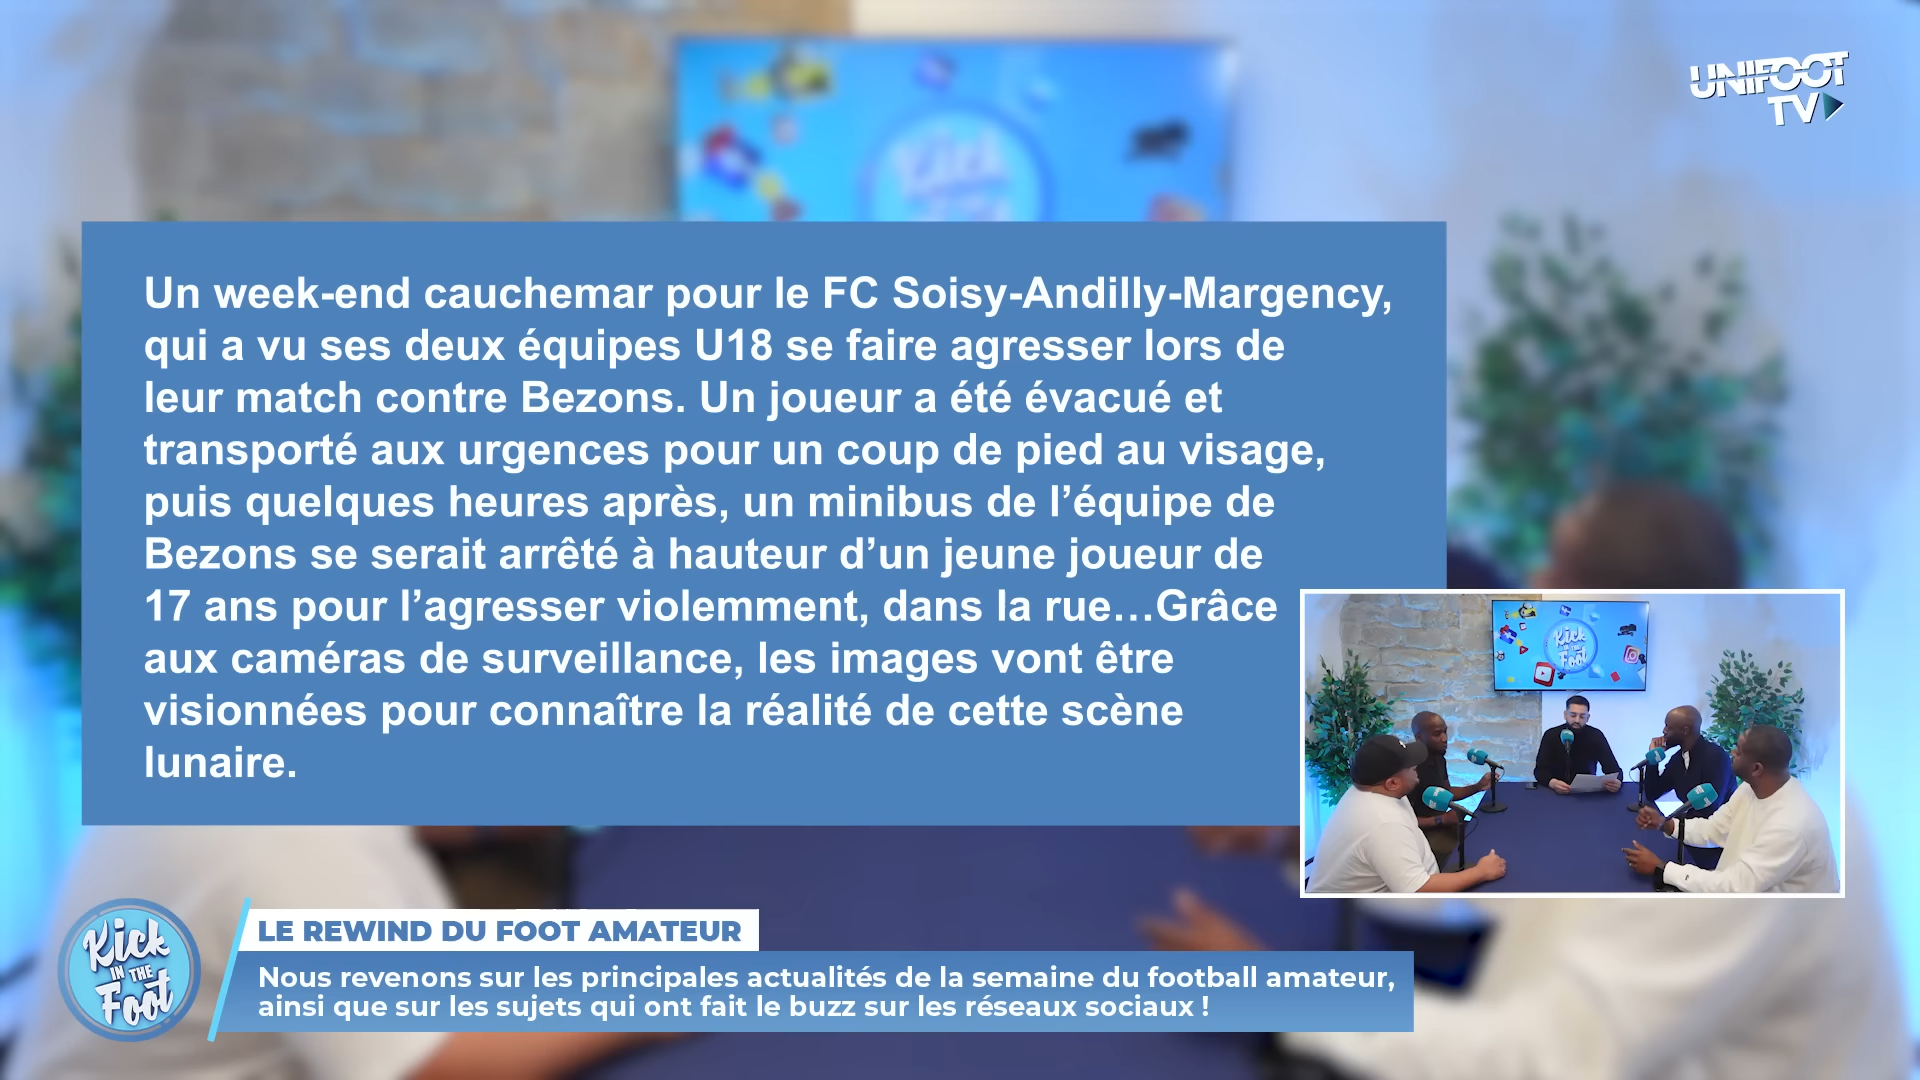 UNIFOOT
TV
Un week-end cauchemar pour le FC Soisy-Andilly-Margency,
qui a vu ses deux équipes U18 se faire agresser lors de
leur match contre Bezons. Un joueur a été évacué et
transporté aux urgences pour un coup de pied au visage,
puis quelques heures après, un minibus de l’équipe de
Bezons se serait arrêté à hauteur d’un jeune joueur de
17 ans pour l’agresser violemment, dans la rue…Grâce
aux caméras de surveillance, les images vont être
visionnées pour connaître la réalité de cette scène
lunaire.
Kick
IN THE
Foot
LE REWIND DU FOOT AMATEUR
Nous revenons sur les principales actualités de la semaine du football amateur,
ainsi que sur les sujets qui ont fait le buzz sur les réseaux sociaux !
Kick
IN THE
Foot